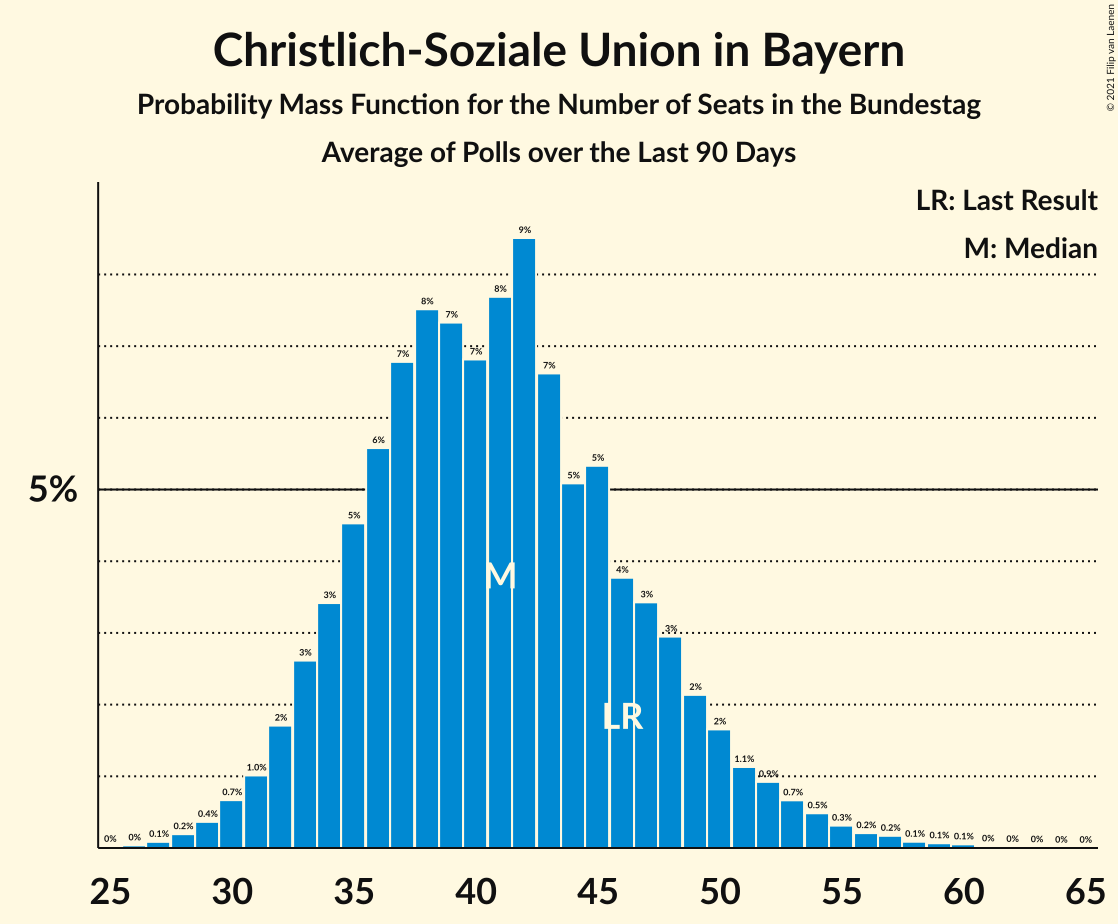 Christlich-Soziale Union in Bayern
Probability Mass Function for the Number of Seats in the Bundestag
Average of Polls over the Last 90 Days
© 2021 Filip van Laenen
LR: Last Result
M: Median
5%
0% 0% 0.1% 0.2% 0.4% 0.7% 1.0% 2% 3% 3% 5% 6% 7% 8% 7% 7% 8% 9% 7% 5% 5% 4% 3% 3% 2% 2% 1.1% 0.9% 0.7% 0.5% 0.3% 0.2% 0.2% 0.1% 0.1% 0.1% 0% 0% 0% 0% 0%
M
LR
25 30 35 40 45 50 55 60 65